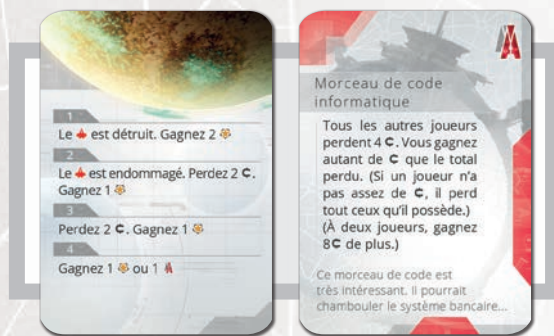 1
Le est détruit. Gagnez 2
2
Le est endommagé. Perdez 2 C.
Gagnez 1
3
Perdez 2 C. Gagnez 1
4
Gagnez 1 ou 1
Morceau de code
informatique
Tous les autres joueurs
perdent 4 C. Vous gagnez
autant de C que le total
perdu. (Si un joueur n'a
pas assez de C, il perd
tout ceux qu'il possède.)
(À deux joueurs, gagnez
8C de plus.)
Ce morceau de code est
très intéressant. Il pourrait
chambouler le système bancaire...